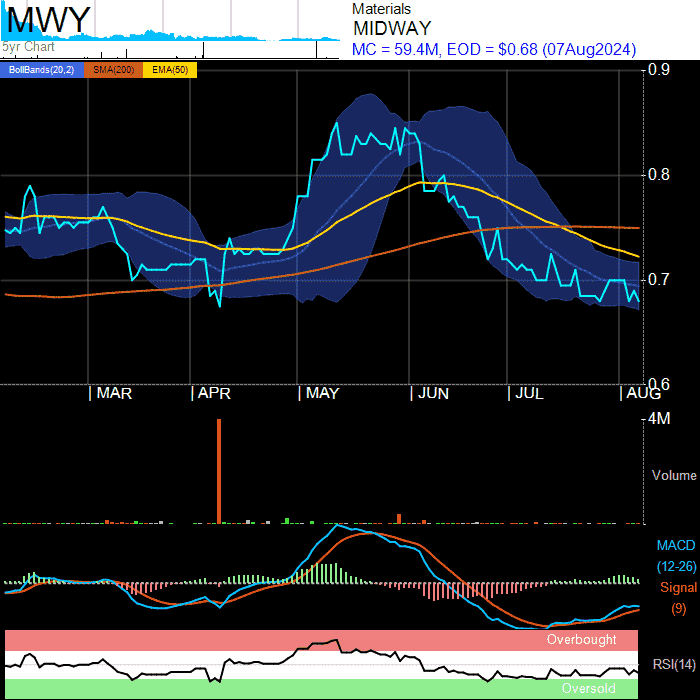 MWY
5yr Chart
Materials
MIDWAY
MC = 59.4M, EOD = $0.68 (07Aug2024)
BollBands(20,2) SMA(200) EMA(50)
0.9
0.8
0.7
0.6
MAR APR MAY JUN JUL AUG
4M
Volume
MACD
(12-26)
Signal
(9)
Overbought
RSI(14)
Oversold